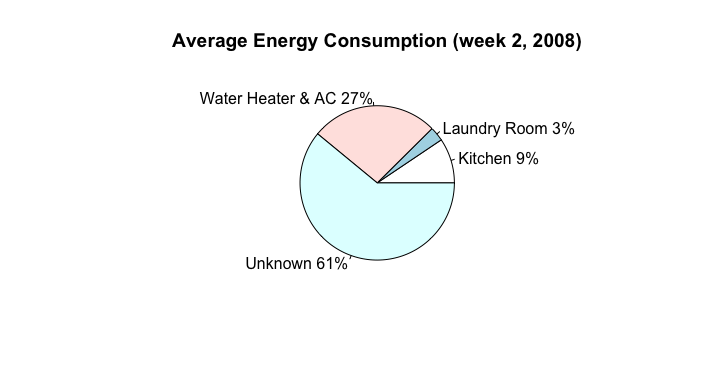 Average Energy Consumption (week 2, 2008)
Water Heater & AC 27%
Laundry Room 3%
Kitchen 9%
Unknown 61%